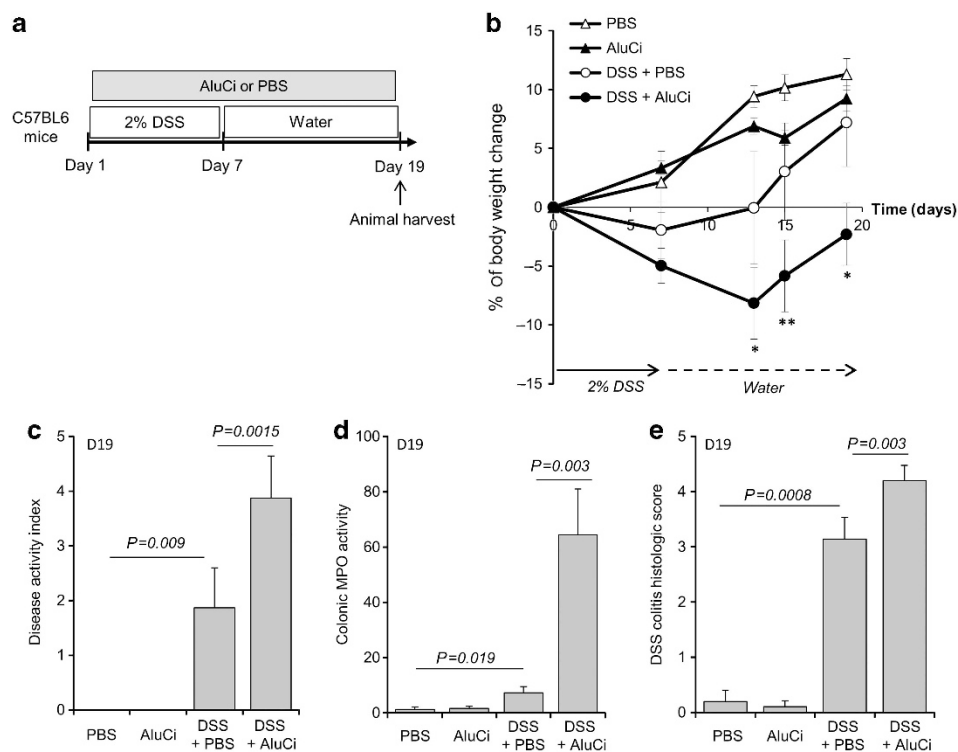 a
AluCi or PBS
C57BL6
mice
2% DSS
Water
Day 1
Day 7
Day 19
Animal harvest
b
PBS
AluCi
DSS + PBS
DSS + AluCi
% of body weight change
15
10
5
0
−5
−10
−15
0
5
10
15
20
Time (days)
*
**
*
2% DSS
Water
c
D19
Disease activity index
5
4
3
2
1
0
P=0.0015
P=0.009
PBS
AluCi
DSS
+ PBS
DSS
+ AluCi
d
D19
Colonic MPO activity
100
80
60
40
20
0
P=0.003
P=0.019
PBS
AluCi
DSS
+ PBS
DSS
+ AluCi
e
D19
DSS colitis histologic score
5
4
3
2
1
0
P=0.003
P=0.0008
PBS
AluCi
DSS
+ PBS
DSS
+ AluCi